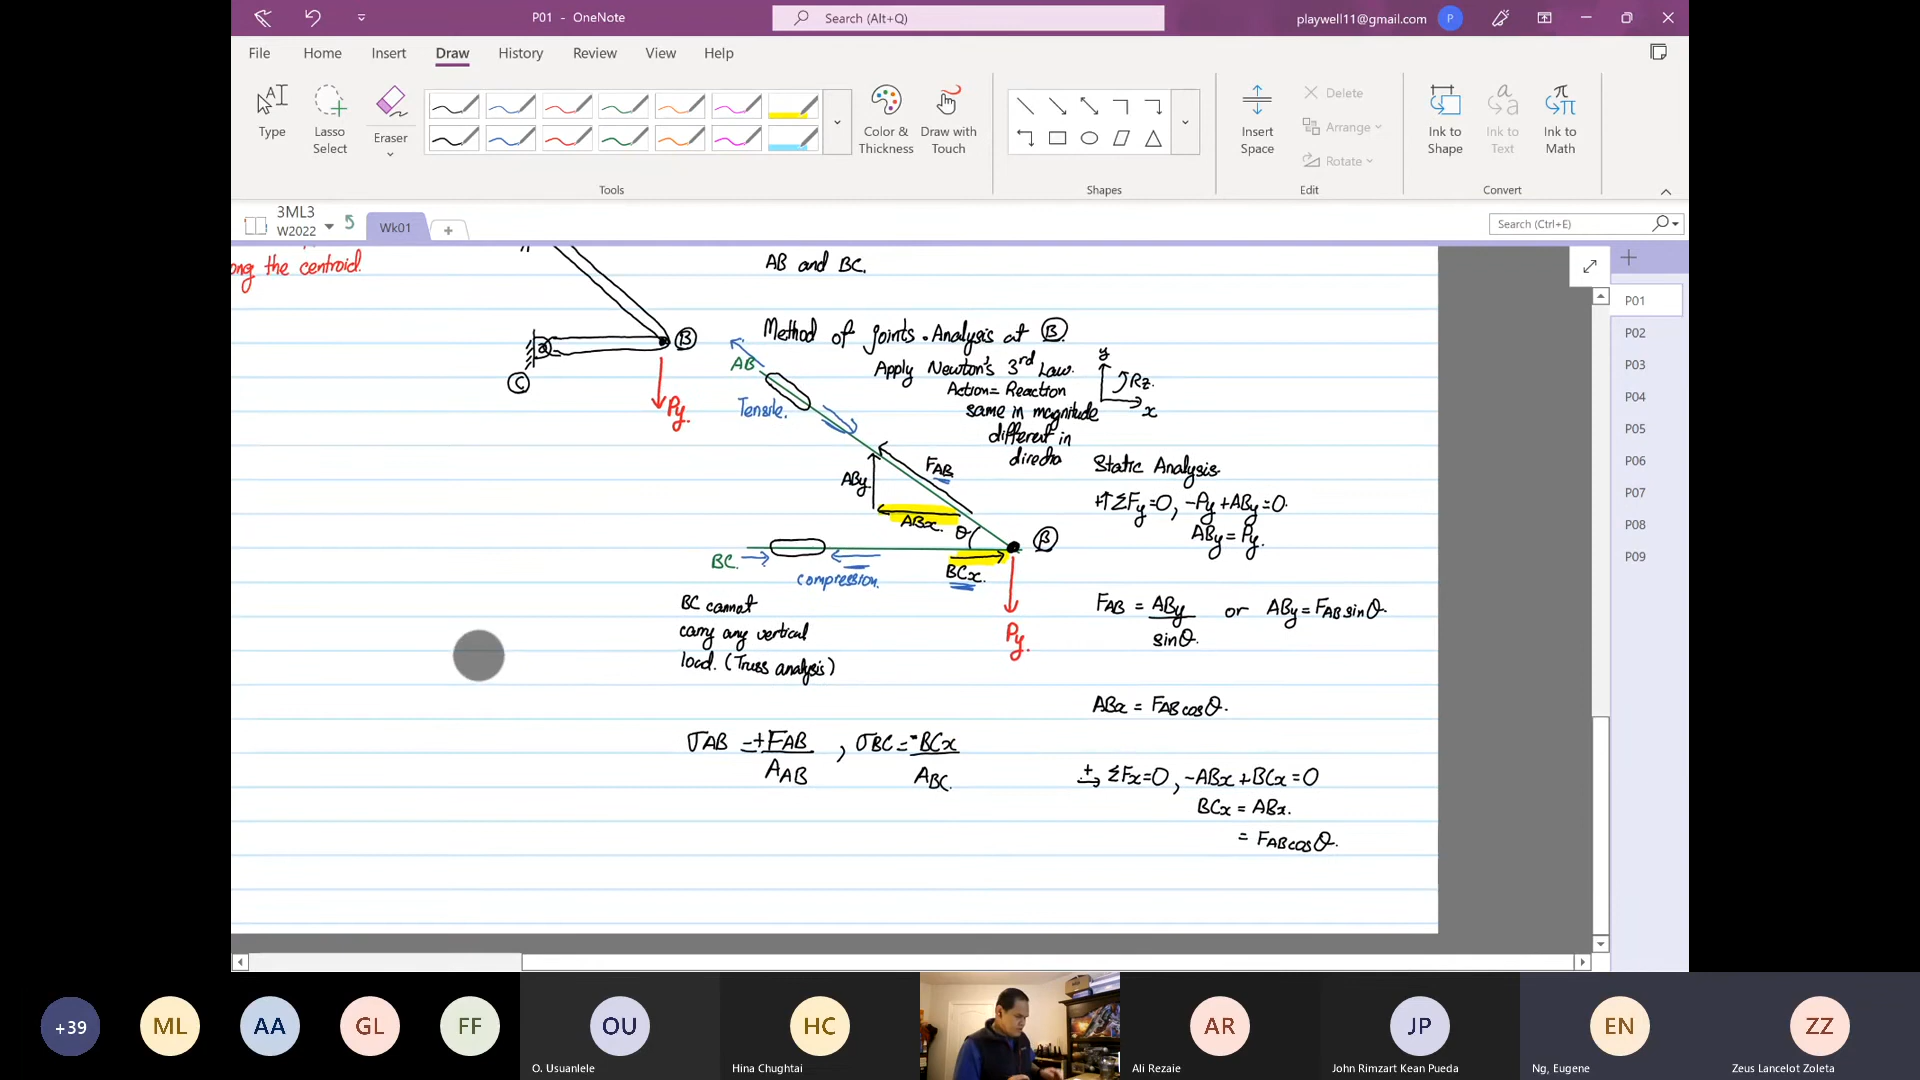 P01 - OneNote
Search (Alt+Q)
playwell11@gmail.com
P
File
Home
Insert
Draw
History
Review
View
Help
Type
Lasso
Select
Eraser
Color &
Thickness
Draw with
Touch
Insert
Space
Delete
Arrange
Rotate
Ink to
Shape
Ink to
Text
Ink to
Math
Tools
Shapes
Edit
Convert
3ML3
W2022
Wk01
Search (Ctrl+E)
P01
P02
P03
P04
P05
P06
P07
P08
P09
ong the centroid.
AB and BC.
B
C
Py.
Method of joints. Analysis at B.
Apply Newton's 3rd Law.
Action = Reaction
same in magnitude
different in
directio
y
Rz.
x
AB
Tensile.
FAB
ABy
ABx.
θ
B
BC.
compression.
BCx.
Py.
BC cannot
carry any vertical
load. (Truss analysis)
Static Analysis.
+↑ΣFy=0, -Py+ABy=0.
ABy=Py.
FAB = ABy/sinθ. or ABy=FAB sinθ.
ABx = FAB cosθ.
σAB = +FAB/AAB , σBC = -BCx/ABC.
+→ ΣFx=0, -ABx+BCx=0
BCx = ABx.
= FAB cosθ.
+39
ML
AA
GL
FF
OU
O. Usuanlele
HC
Hina Chughtai
AR
Ali Rezaie
JP
John Rimzart Kean Pueda
EN
Ng, Eugene
ZZ
Zeus Lancelot Zoleta